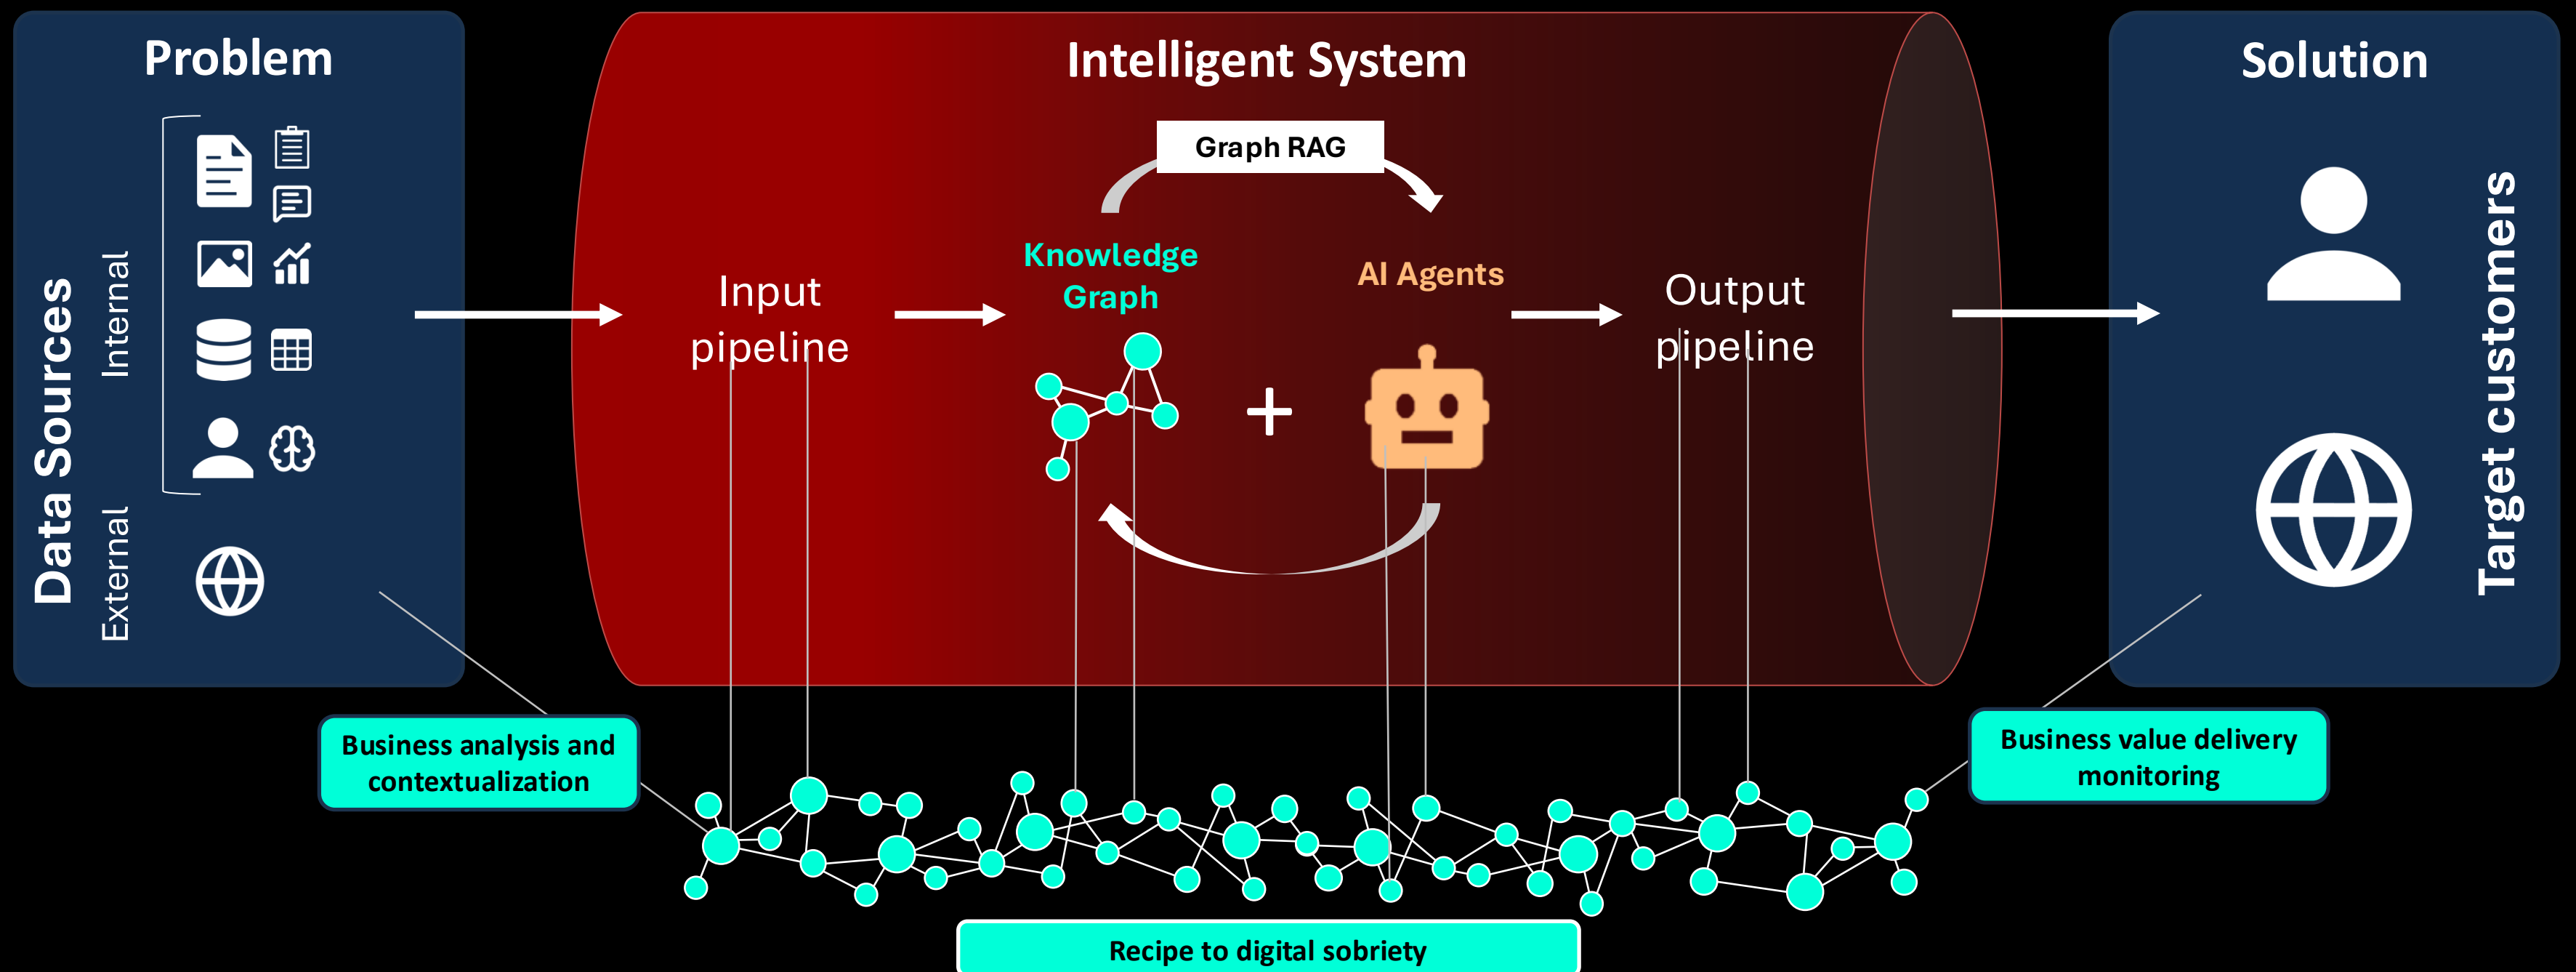 Problem
Data Sources
Internal
External
Intelligent System
Graph RAG
Input
pipeline
Knowledge
Graph
AI Agents
Output
pipeline
Solution
Target customers
Business analysis and
contextualization
Business value delivery
monitoring
Recipe to digital sobriety